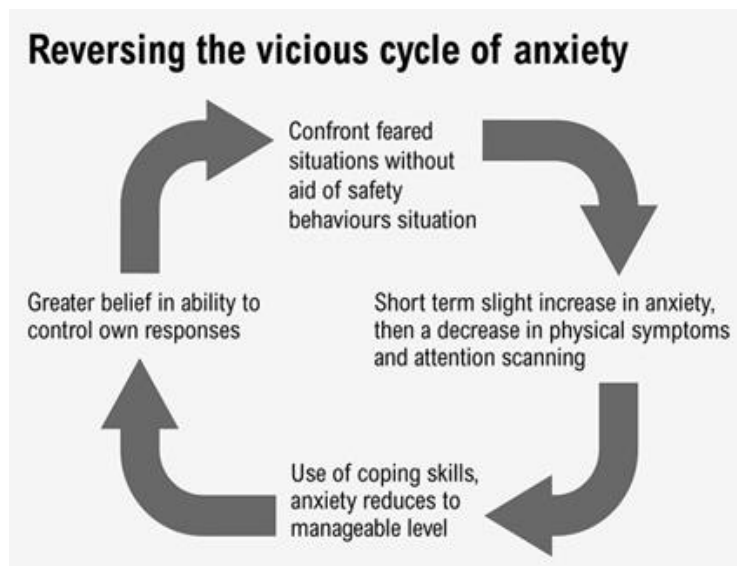 Reversing the vicious cycle of anxiety
Confront feared
situations without
aid of safety
behaviours situation
Short term slight increase in anxiety,
then a decrease in physical symptoms
and attention scanning
Use of coping skills,
anxiety reduces to
manageable level
Greater belief in ability to
control own responses